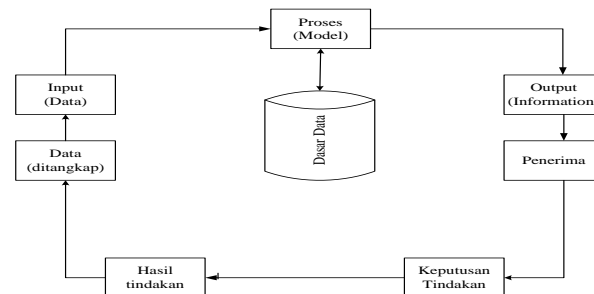 Proses
(Model)
Input
(Data)
Output
(Information
Dasar Data
Data
(ditangkap)
Penerima
Hasil
tindakan
Keputusan
Tindakan